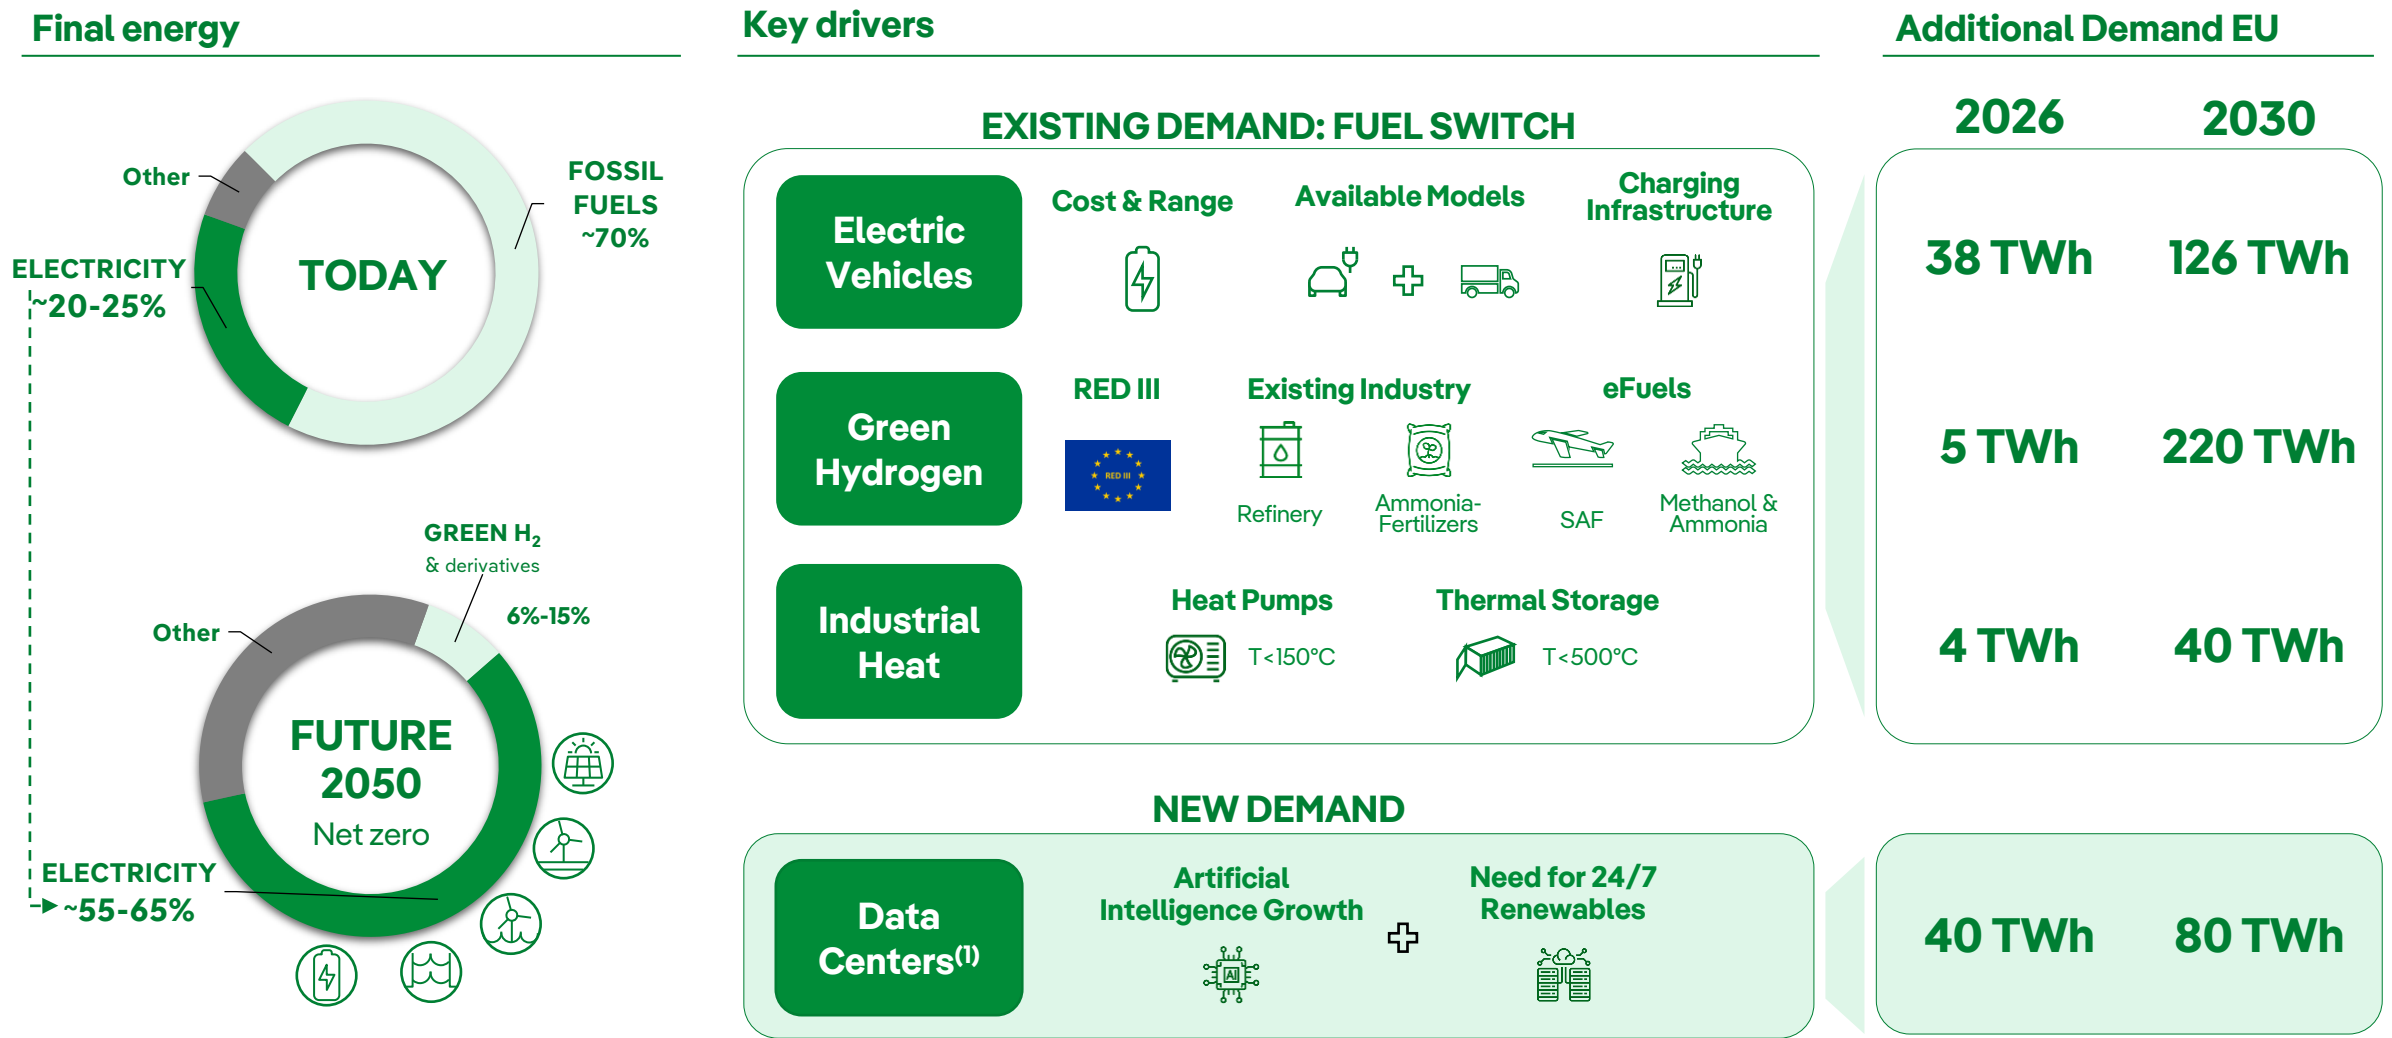 Final energy
Other
FOSSIL
FUELS
~70%
ELECTRICITY
~20-25%
TODAY
GREEN H₂
& derivatives
6%-15%
Other
FUTURE
2050
Net zero
ELECTRICITY
~55-65%
Key drivers
EXISTING DEMAND: FUEL SWITCH
Electric
Vehicles
Cost & Range
Available Models
Charging
Infrastructure
Green
Hydrogen
RED III
RED III
Existing Industry
Refinery
Ammonia-
Fertilizers
eFuels
SAF
Methanol &
Ammonia
Industrial
Heat
Heat Pumps
T<150°C
Thermal Storage
T<500°C
NEW DEMAND
Data
Centers⁽¹⁾
Artificial
Intelligence Growth
AI
Need for 24/7
Renewables
Additional Demand EU
2026 2030
38 TWh 126 TWh
5 TWh 220 TWh
4 TWh 40 TWh
40 TWh 80 TWh